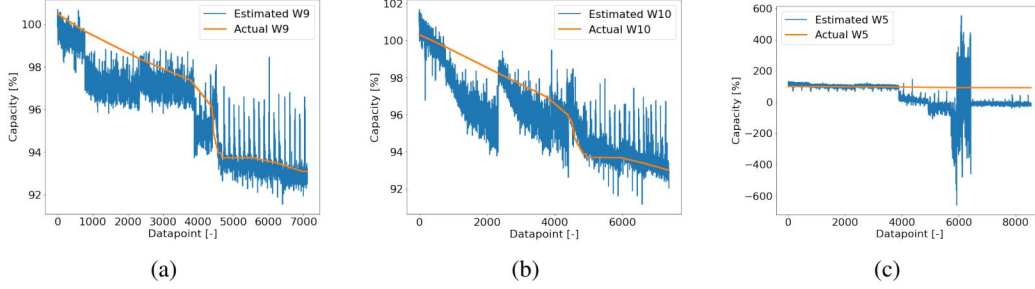 Estimated W9
Actual W9
Capacity [%]
100
98
96
94
92
0 1000 2000 3000 4000 5000 6000 7000
Datapoint [-]
(a)
Estimated W10
Actual W10
Capacity [%]
102
100
98
96
94
92
0 2000 4000 6000
Datapoint [-]
(b)
Estimated W5
Actual W5
Capacity [%]
600
400
200
0
−200
−400
−600
0 2000 4000 6000 8000
Datapoint [-]
(c)